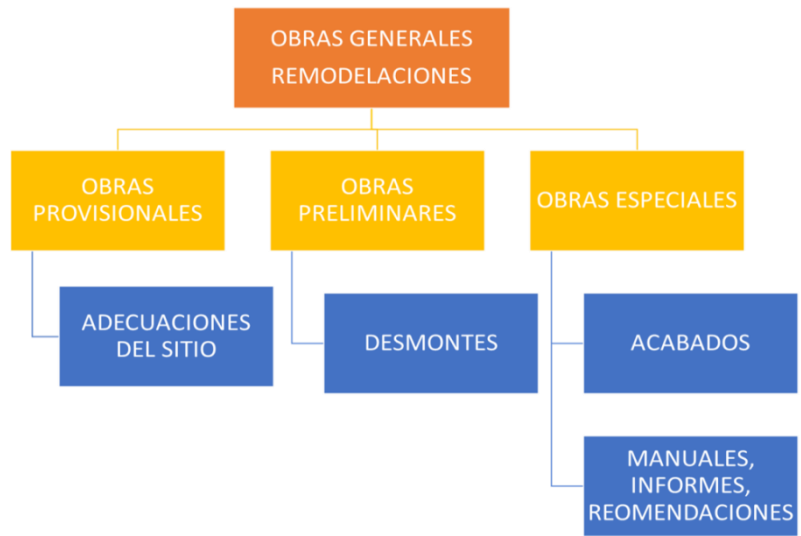 OBRAS GENERALES
REMODELACIONES
OBRAS
PROVISIONALES
OBRAS
PRELIMINARES
OBRAS ESPECIALES
ADECUACIONES
DEL SITIO
DESMONTES
ACABADOS
MANUALES,
INFORMES,
REOMENDACIONES